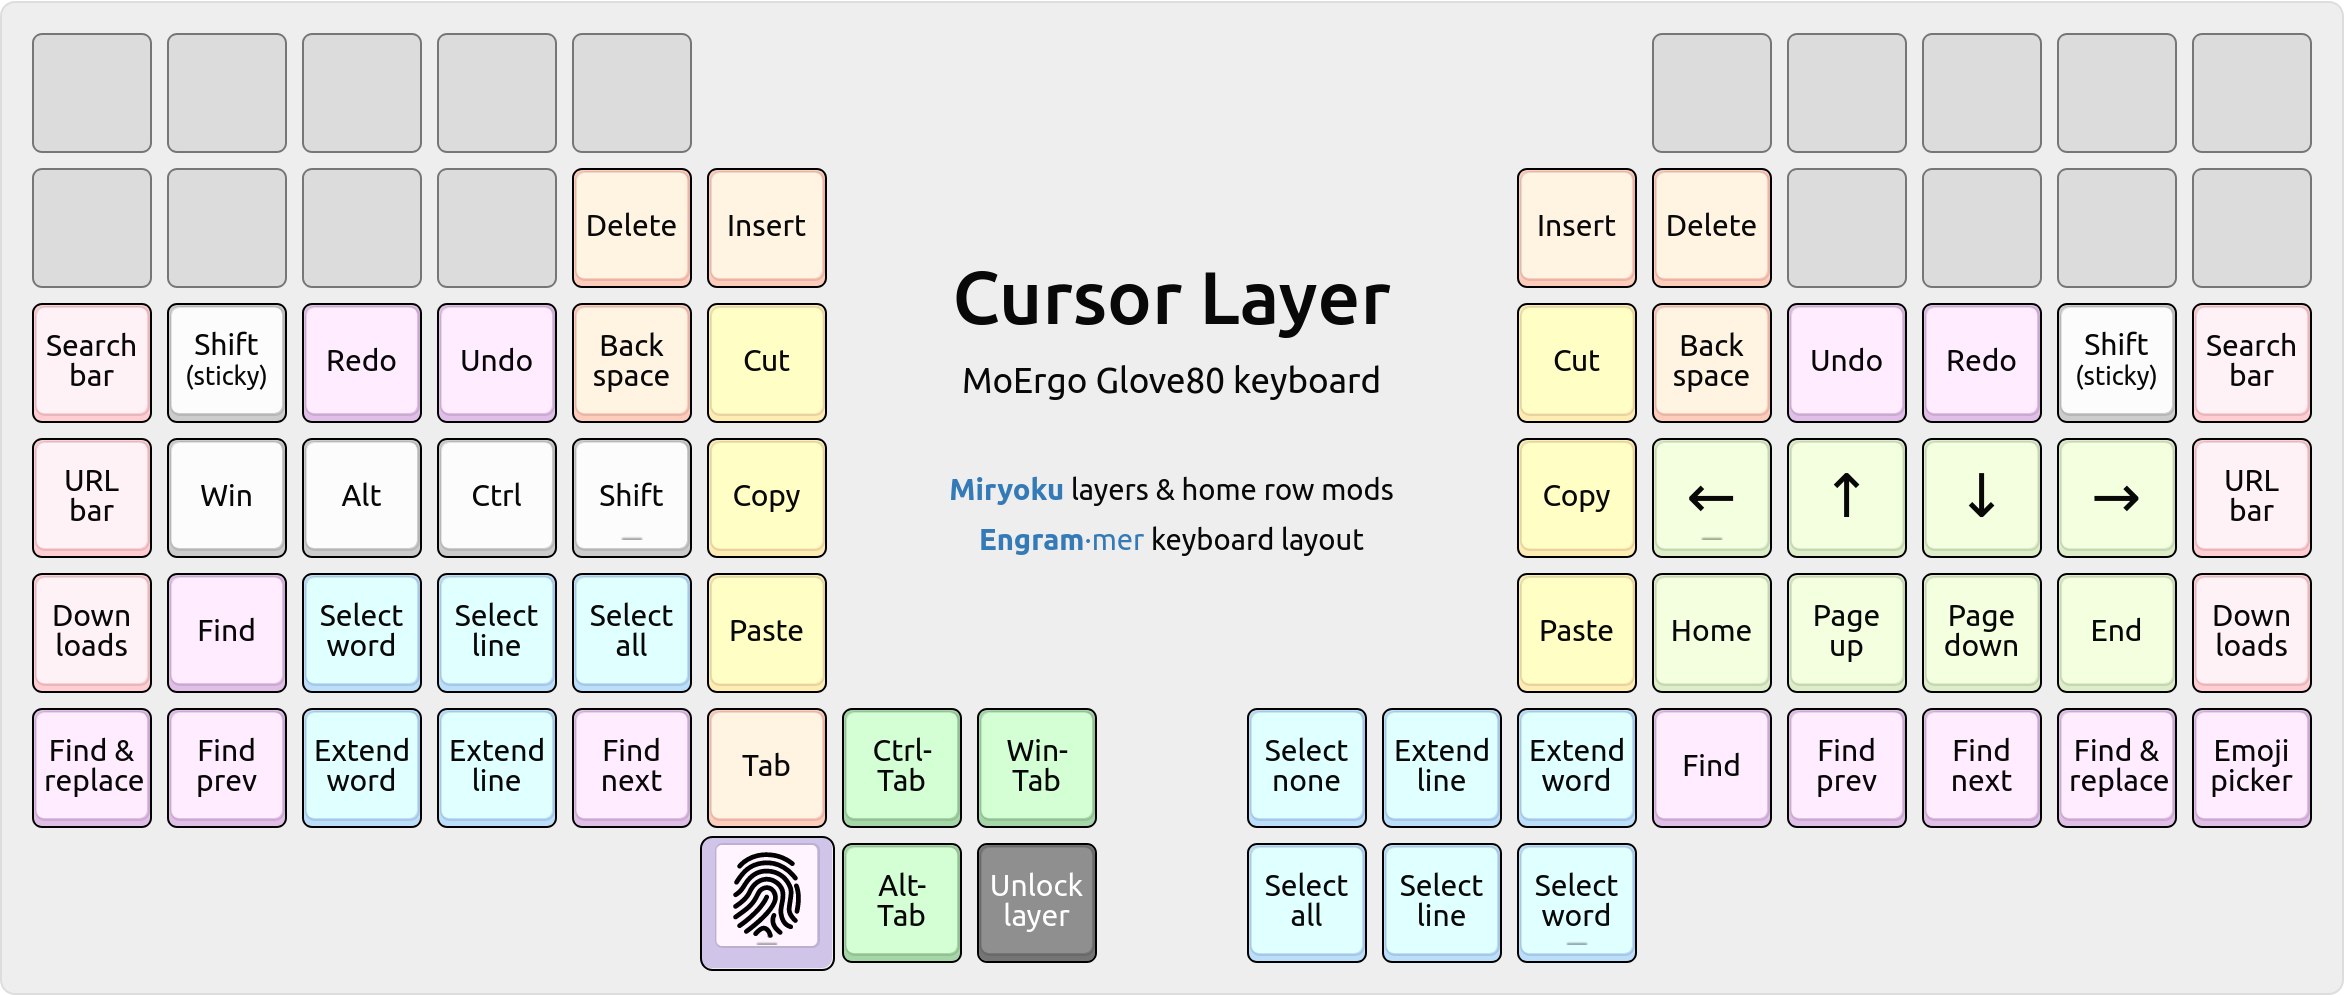 Delete
Insert
Insert
Delete
Cursor Layer
MoErgo Glove80 keyboard
Miryoku layers & home row mods
Engram·mer keyboard layout
Search
bar
Shift
(sticky)
Redo
Undo
Back
space
Cut
Cut
Back
space
Undo
Redo
Shift
(sticky)
Search
bar
URL
bar
Win
Alt
Ctrl
Shift
Copy
Copy
←
↑
↓
→
URL
bar
Down
loads
Find
Select
word
Select
line
Select
all
Paste
Paste
Home
Page
up
Page
down
End
Down
loads
Find &
replace
Find
prev
Extend
word
Extend
line
Find
next
Tab
Ctrl-
Tab
Win-
Tab
Select
none
Extend
line
Extend
word
Find
Find
prev
Find
next
Find &
replace
Emoji
picker
Alt-
Tab
Unlock
layer
Select
all
Select
line
Select
word